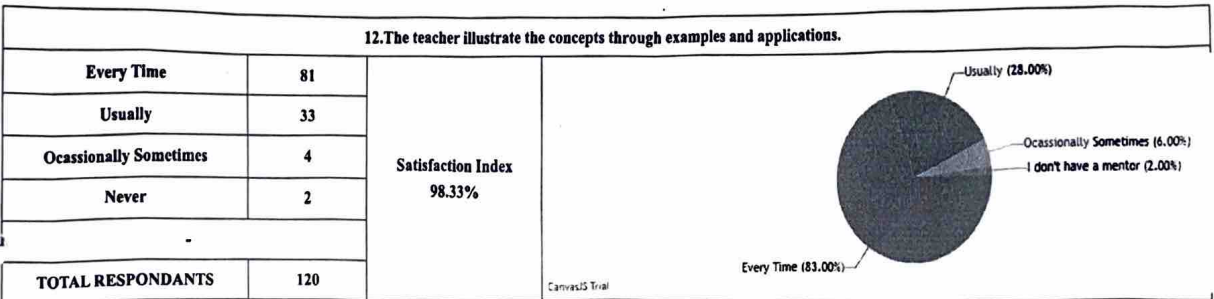 12.The teacher illustrate the concepts through examples and applications.
Every Time 81
Usually 33
Ocassionally Sometimes 4
Never 2
-
TOTAL RESPONDANTS 120
Satisfaction Index
98.33%
Usually (28.00%)
Ocassionally Sometimes (6.00%)
I don't have a mentor (2.00%)
Every Time (83.00%)
CanvasJS Trial